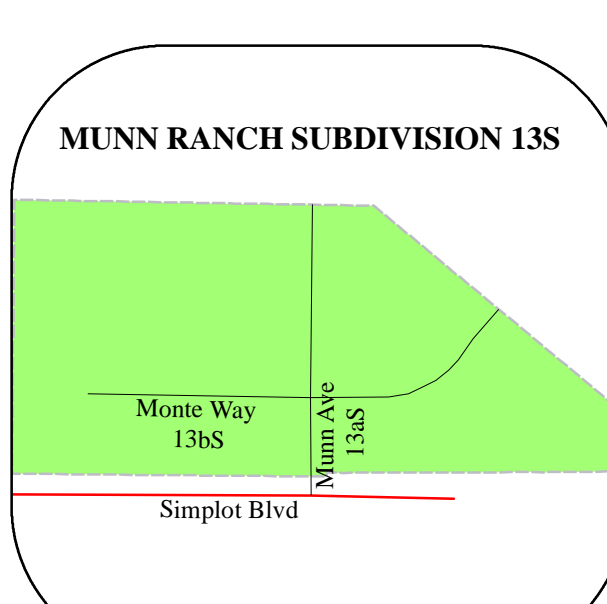 MUNN RANCH SUBDIVISION 13S
Monte Way
13bS
Munn Ave
13aS
Simplot Blvd